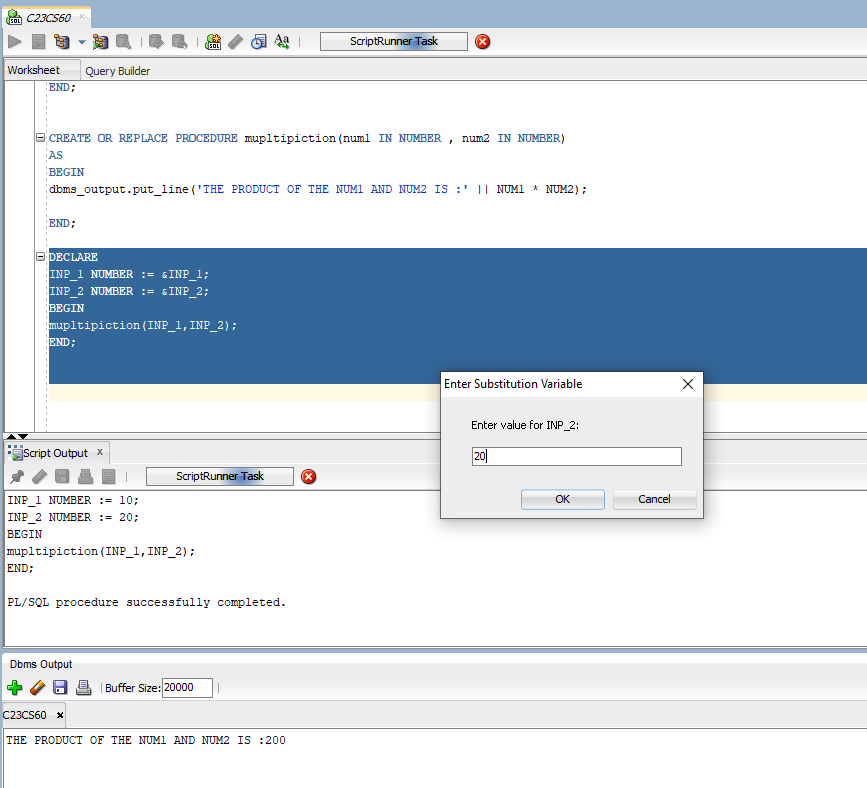 C23CS60
ScriptRunner Task
Worksheet
Query Builder
END;
CREATE OR REPLACE PROCEDURE mupltipiction(num1 IN NUMBER , num2 IN NUMBER)
AS
BEGIN
dbms_output.put_line('THE PRODUCT OF THE NUM1 AND NUM2 IS :' || NUM1 * NUM2);
END;
DECLARE
INP_1 NUMBER := &INP_1;
INP_2 NUMBER := &INP_2;
BEGIN
mupltipiction(INP_1,INP_2);
END;
Enter Substitution Variable
Enter value for INP_2:
20
OK
Cancel
Script Output
ScriptRunner Task
INP_1 NUMBER := 10;
INP_2 NUMBER := 20;
BEGIN
mupltipiction(INP_1,INP_2);
END;
PL/SQL procedure successfully completed.
Dbms Output
Buffer Size: 20000
C23CS60
THE PRODUCT OF THE NUM1 AND NUM2 IS :200